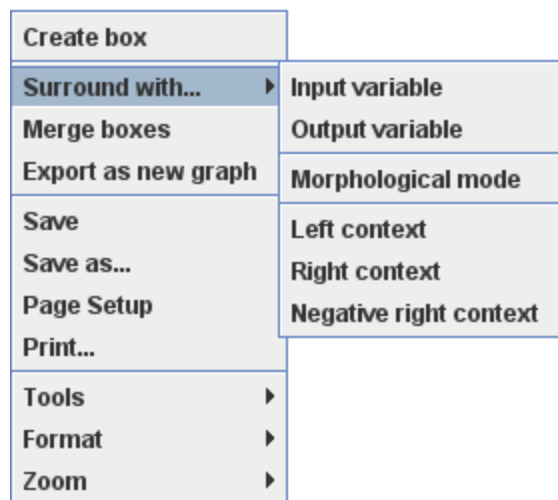 Create box
Surround with...
Merge boxes
Export as new graph
Save
Save as...
Page Setup
Print...
Tools
Format
Zoom
Input variable
Output variable
Morphological mode
Left context
Right context
Negative right context